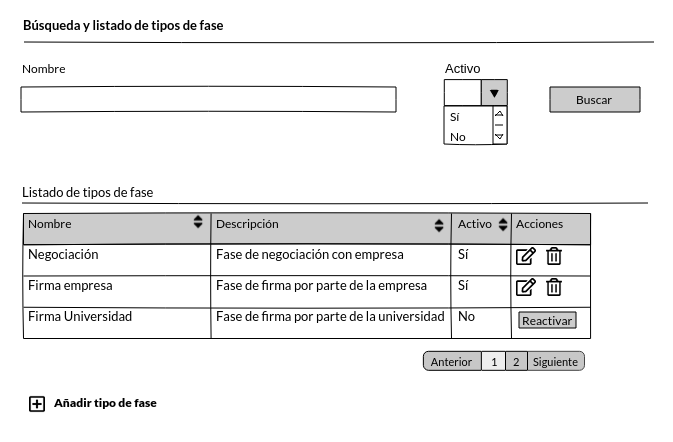 Búsqueda y listado de tipos de fase
Nombre Activo
Buscar
Sí
No
Listado de tipos de fase
Nombre Descripción Activo Acciones
Negociación Fase de negociación con empresa Sí
Firma empresa Fase de firma por parte de la empresa Sí
Firma Universidad Fase de firma por parte de la universidad No Reactivar
Anterior 1 2 Siguiente
Añadir tipo de fase